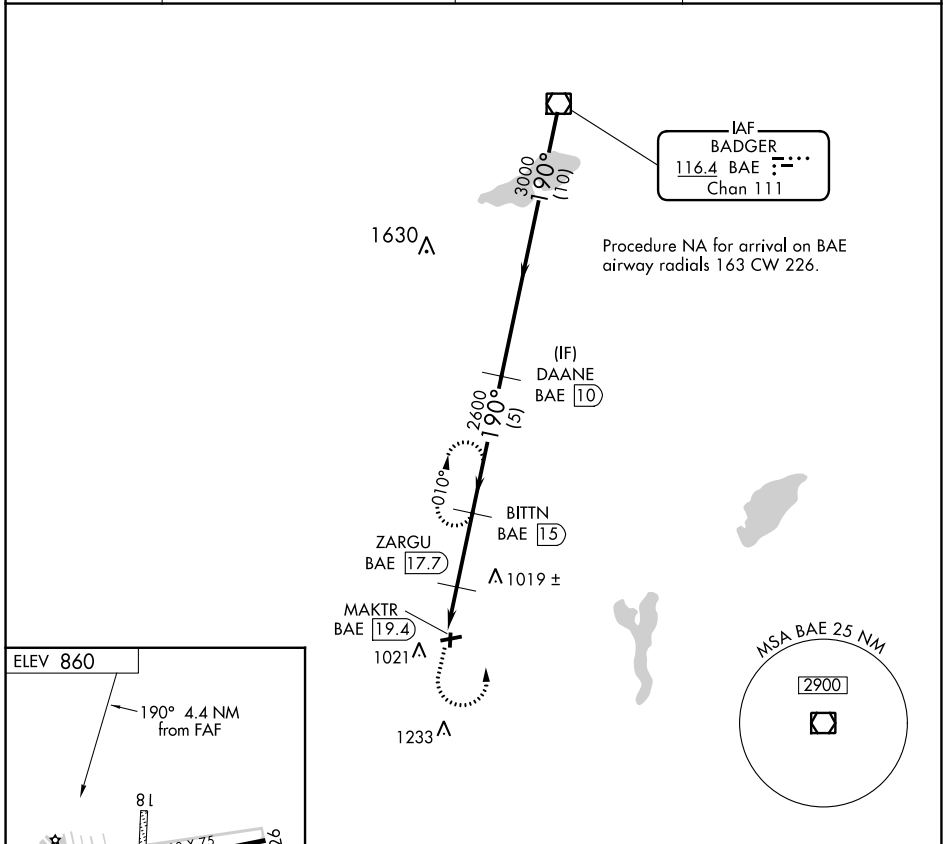 IAF
BADGER
116.4 BAE
Chan 111
3000
190°
(10)
1630
Procedure NA for arrival on BAE
airway radials 163 CW 226.
(IF)
DAANE
BAE 10
2600
190°
(5)
010°
BITTN
BAE 15
ZARGU
BAE 17.7
1019 ±
MAKTR
BAE 19.4
1021
1233
MSA BAE 25 NM
2900
ELEV 860
190° 4.4 NM
from FAF
18
X 75
26